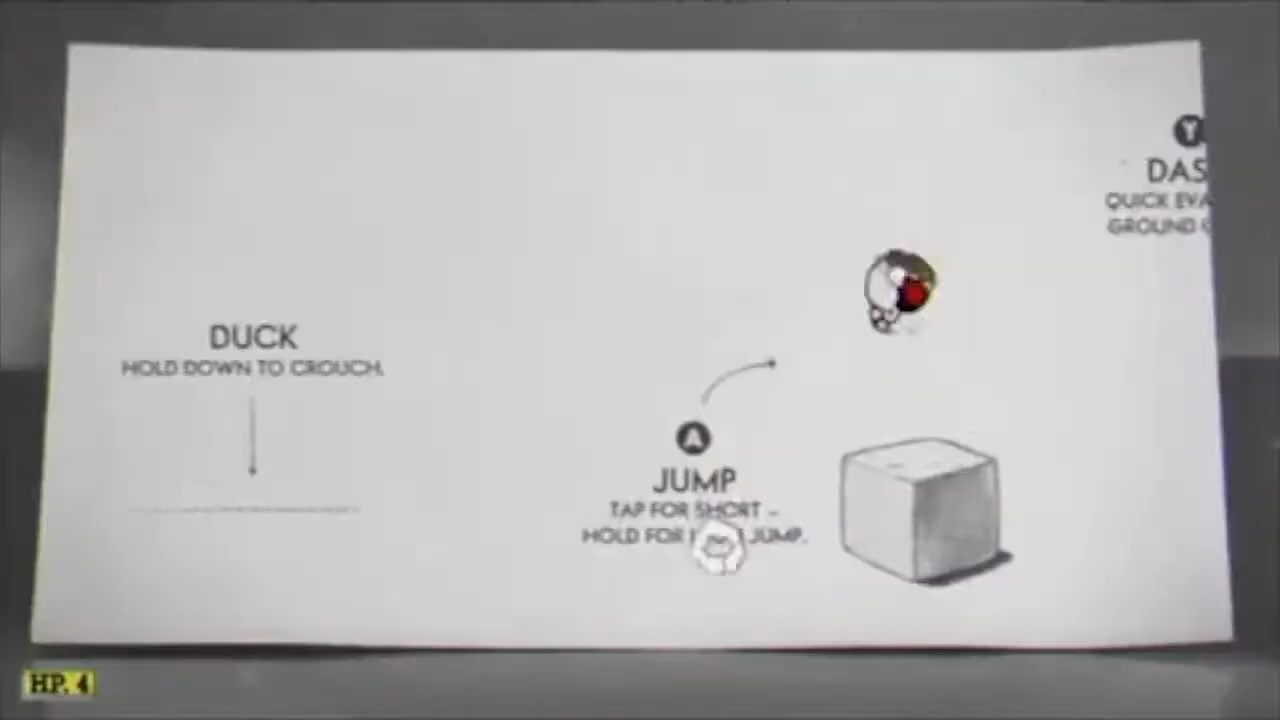 Y
DAS
QUICK EVA
GROUND
DUCK
HOLD DOWN TO CROUCH.
A
JUMP
TAP FOR SHORT –
HOLD FOR JUMP.
HP. 4